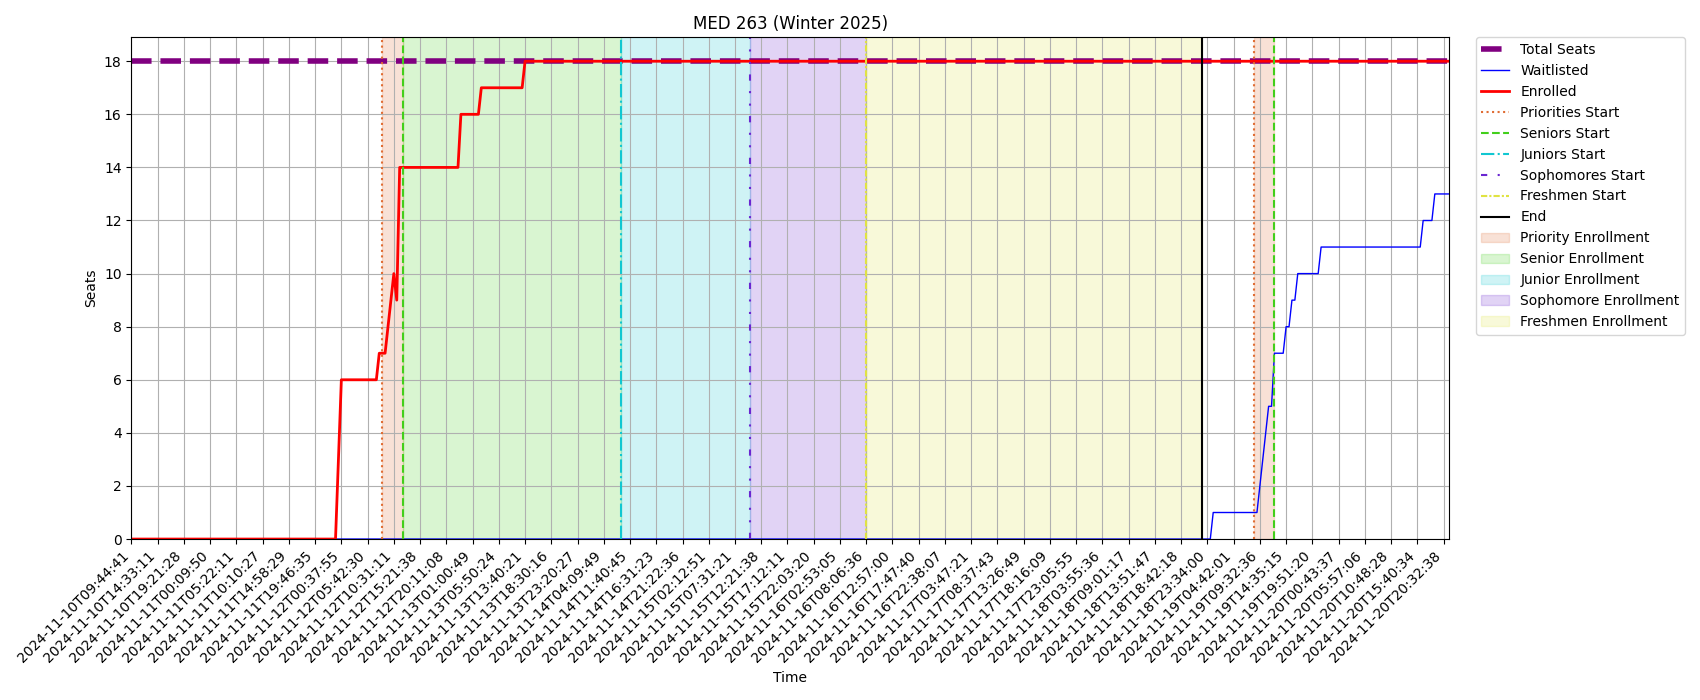 MED 263 (Winter 2025)
Seats
18
16
14
12
10
8
6
4
2
0
2024-11-10T09:44:41
2024-11-10T14:33:11
2024-11-10T19:21:28
2024-11-11T00:09:50
2024-11-11T05:22:11
2024-11-11T10:10:27
2024-11-11T14:58:29
2024-11-11T19:46:35
2024-11-12T00:37:55
2024-11-12T05:42:30
2024-11-12T10:31:11
2024-11-12T15:21:38
2024-11-12T20:11:08
2024-11-13T01:00:49
2024-11-13T05:50:24
2024-11-13T13:40:21
2024-11-13T18:30:16
2024-11-13T23:20:27
2024-11-14T04:09:49
2024-11-14T11:40:45
2024-11-14T16:31:23
2024-11-14T21:22:36
2024-11-15T02:12:51
2024-11-15T07:31:21
2024-11-15T12:21:38
2024-11-15T17:12:11
2024-11-15T22:03:20
2024-11-16T02:53:05
2024-11-16T08:06:36
2024-11-16T12:57:00
2024-11-16T17:47:40
2024-11-16T22:38:07
2024-11-17T03:47:21
2024-11-17T08:37:43
2024-11-17T13:26:49
2024-11-17T18:16:09
2024-11-17T23:05:55
2024-11-18T03:55:36
2024-11-18T09:01:17
2024-11-18T13:51:47
2024-11-18T18:42:18
2024-11-18T23:34:00
2024-11-19T04:42:01
2024-11-19T09:32:36
2024-11-19T14:35:15
2024-11-19T19:51:20
2024-11-20T00:43:37
2024-11-20T05:57:06
2024-11-20T10:48:28
2024-11-20T15:40:34
2024-11-20T20:32:38
Time
Total Seats
Waitlisted
Enrolled
Priorities Start
Seniors Start
Juniors Start
Sophomores Start
Freshmen Start
End
Priority Enrollment
Senior Enrollment
Junior Enrollment
Sophomore Enrollment
Freshmen Enrollment